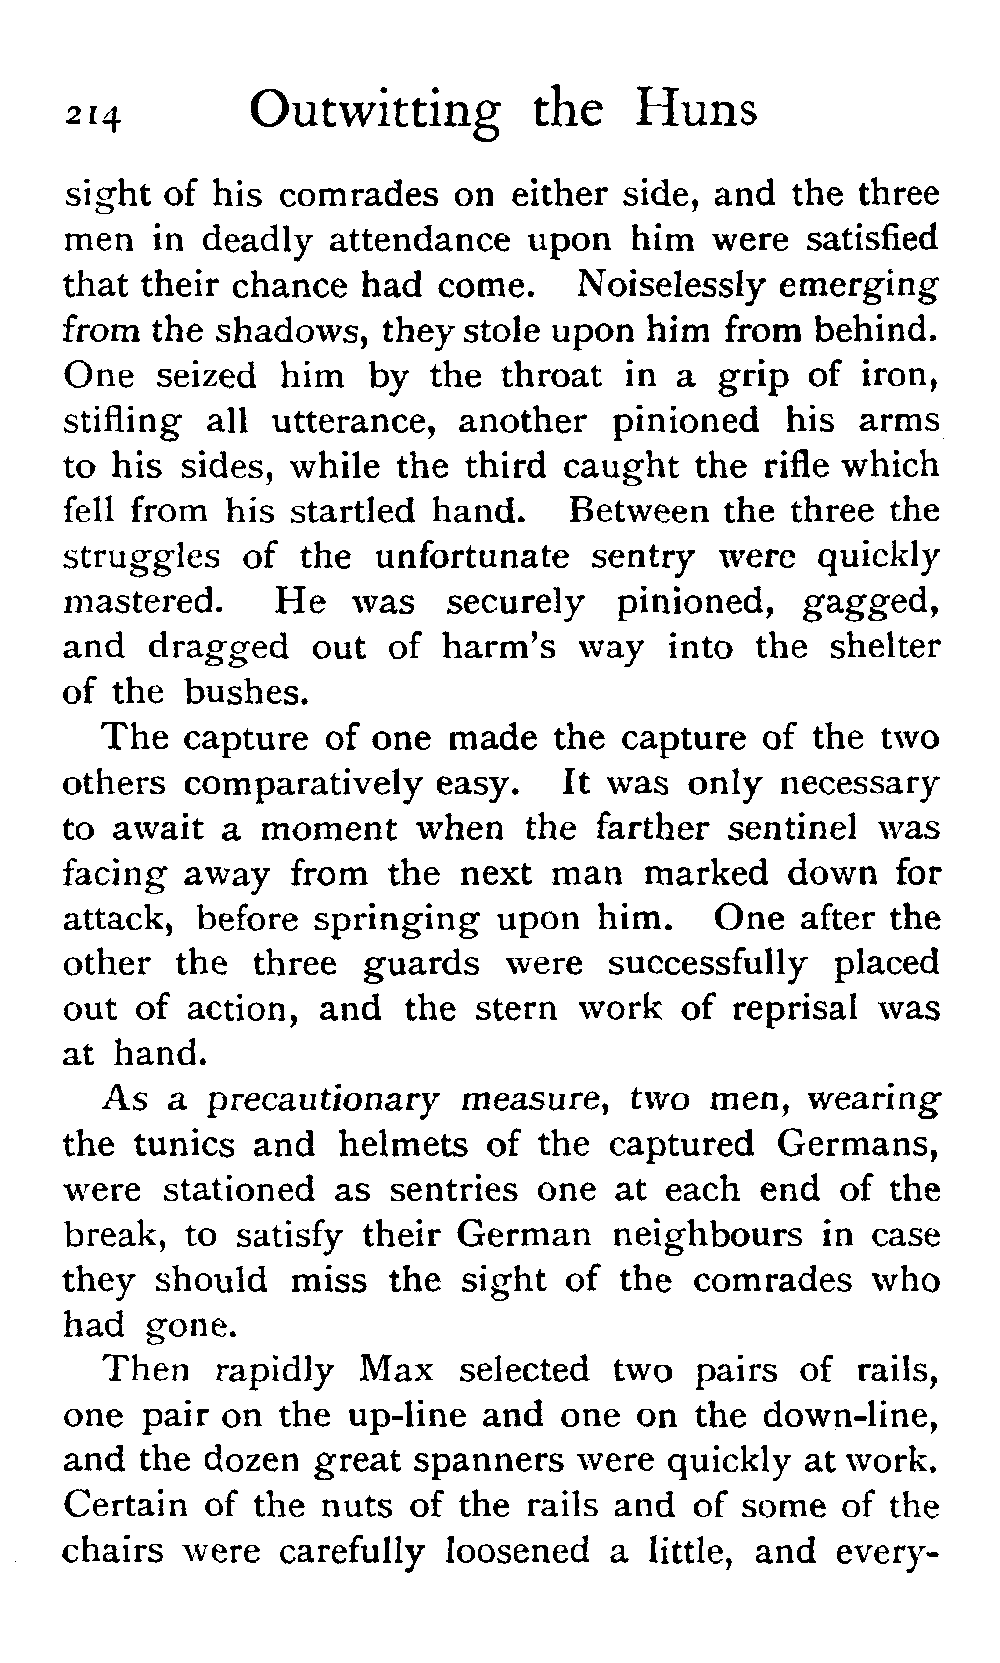 214 Outwitting the Huns
sight of his comrades on either side, and the three
men in deadly attendance upon him were satisfied
that their chance had come. Noiselessly emerging
from the shadows, they stole upon him from behind.
One seized him by the throat in a grip of iron,
stifling all utterance, another pinioned his arms
to his sides, while the third caught the rifle which
fell from his startled hand. Between the three the
struggles of the unfortunate sentry were quickly
mastered. He was securely pinioned, gagged,
and dragged out of harm's way into the shelter
of the bushes.
The capture of one made the capture of the two
others comparatively easy. It was only necessary
to await a moment when the farther sentinel was
facing away from the next man marked down for
attack, before springing upon him. One after the
other the three guards were successfully placed
out of action, and the stern work of reprisal was
at hand.
As a precautionary measure, two men, wearing
the tunics and helmets of the captured Germans,
were stationed as sentries one at each end of the
break, to satisfy their German neighbours in case
they should miss the sight of the comrades who
had gone.
Then rapidly Max selected two pairs of rails,
one pair on the up-line and one on the down-line,
and the dozen great spanners were quickly at work.
Certain of the nuts of the rails and of some of the
chairs were carefully loosened a little, and every-